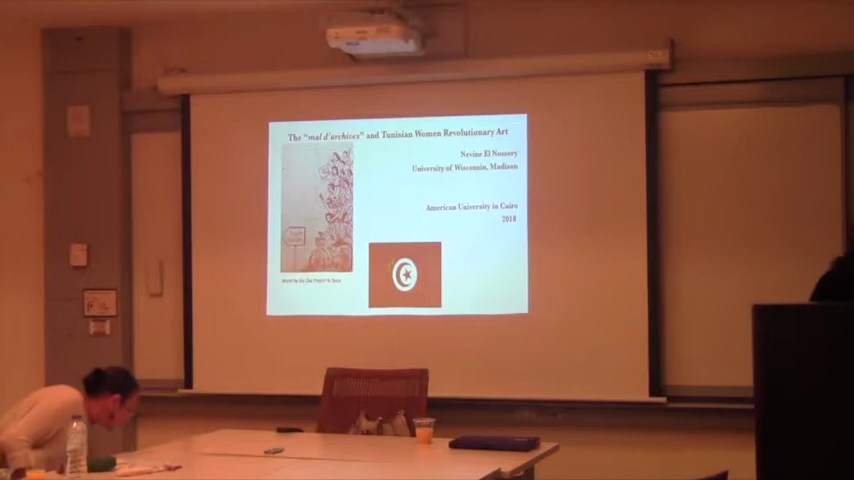 The "mal d'archives" and Tunisian Women Revolutionary Art
Nevine El Nossery
University of Wisconsin, Madison
American University in Cairo
2018